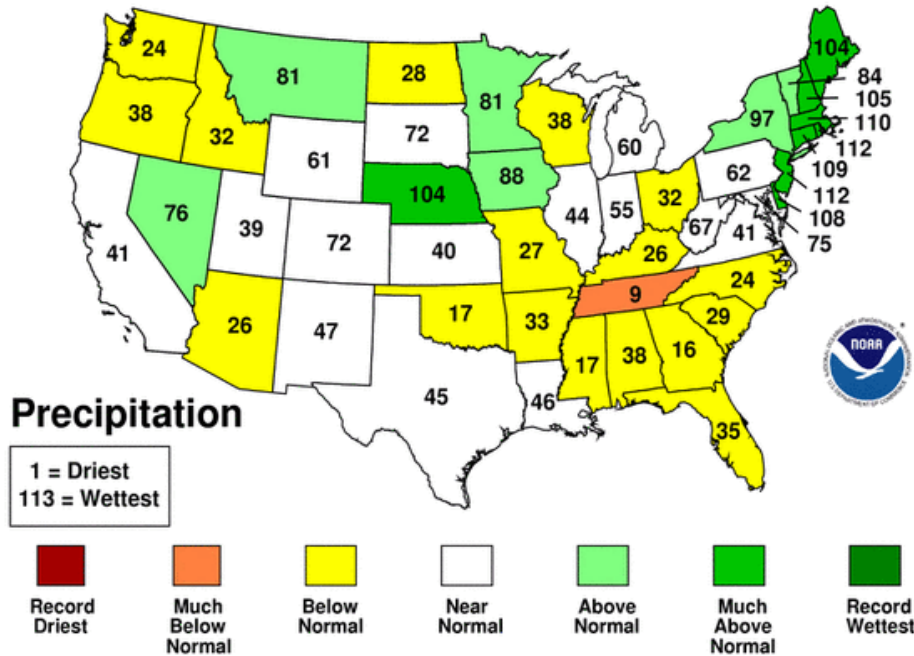 24
81
28
81
104
84
105
110
112
109
112
108
75
97
38
32
61
72
38
60
88
104
62
76
39
72
40
44
55
32
67
41
41
27
26
24
26
47
17
33
9
29
17
38
16
45
46
35
NOAA
Precipitation
1 = Driest
113 = Wettest
Record
Driest
Much
Below
Normal
Below
Normal
Near
Normal
Above
Normal
Much
Above
Normal
Record
Wettest